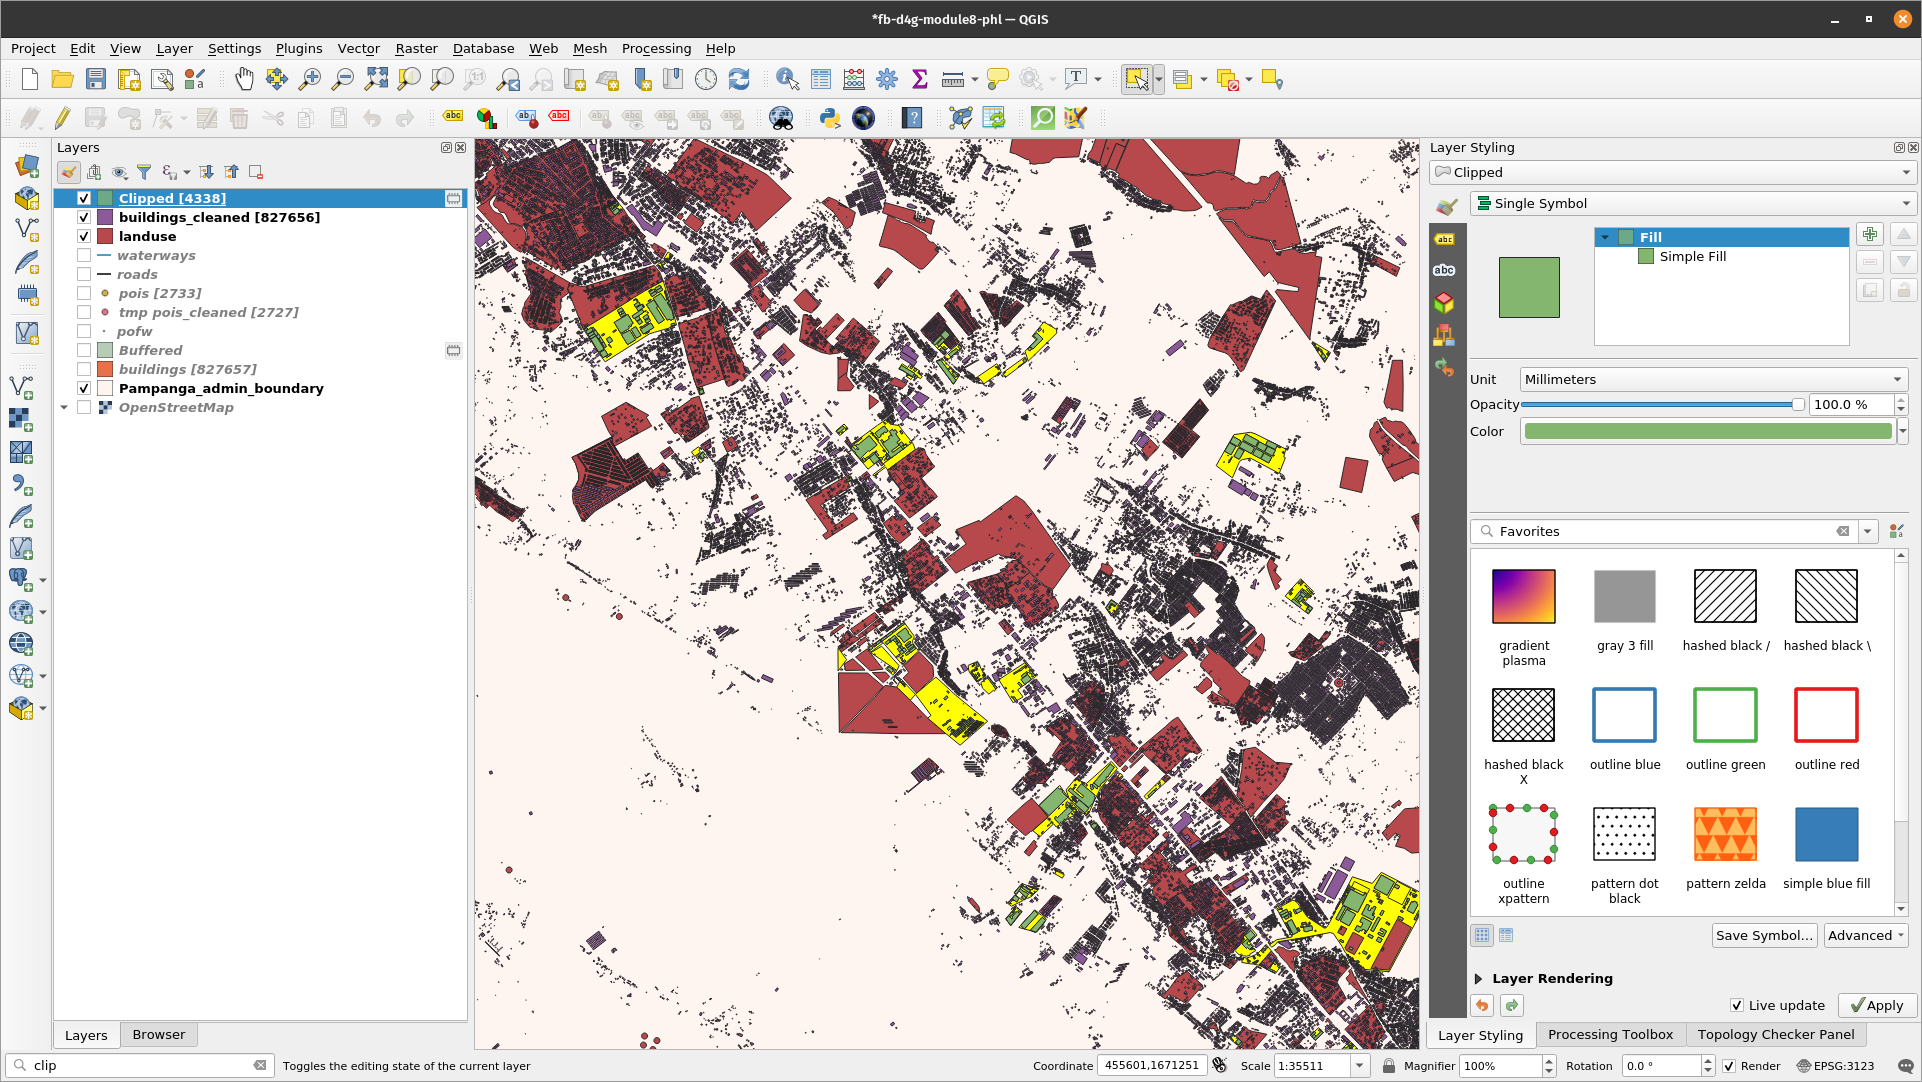 *fb-d4g-module8-phl — QGIS
Project Edit View Layer Settings Plugins Vector Raster Database Web Mesh Processing Help
Layers
Clipped [4338]
buildings_cleaned [827656]
landuse
waterways
roads
pois [2733]
tmp pois_cleaned [2727]
pofw
Buffered
buildings [827657]
Pampanga_admin_boundary
OpenStreetMap
Layers Browser
Layer Styling
Clipped
Single Symbol
Fill
Simple Fill
Unit Millimeters
Opacity 100.0 %
Color
Favorites
gradient plasma
gray 3 fill
hashed black /
hashed black \
hashed black X
outline blue
outline green
outline red
outline xpattern
pattern dot black
pattern zelda
simple blue fill
Save Symbol... Advanced
Layer Rendering
Live update Apply
Layer Styling Processing Toolbox Topology Checker Panel
clip Toggles the editing state of the current layer Coordinate 455601,1671251 Scale 1:35511 Magnifier 100% Rotation 0.0 ° Render EPSG:3123